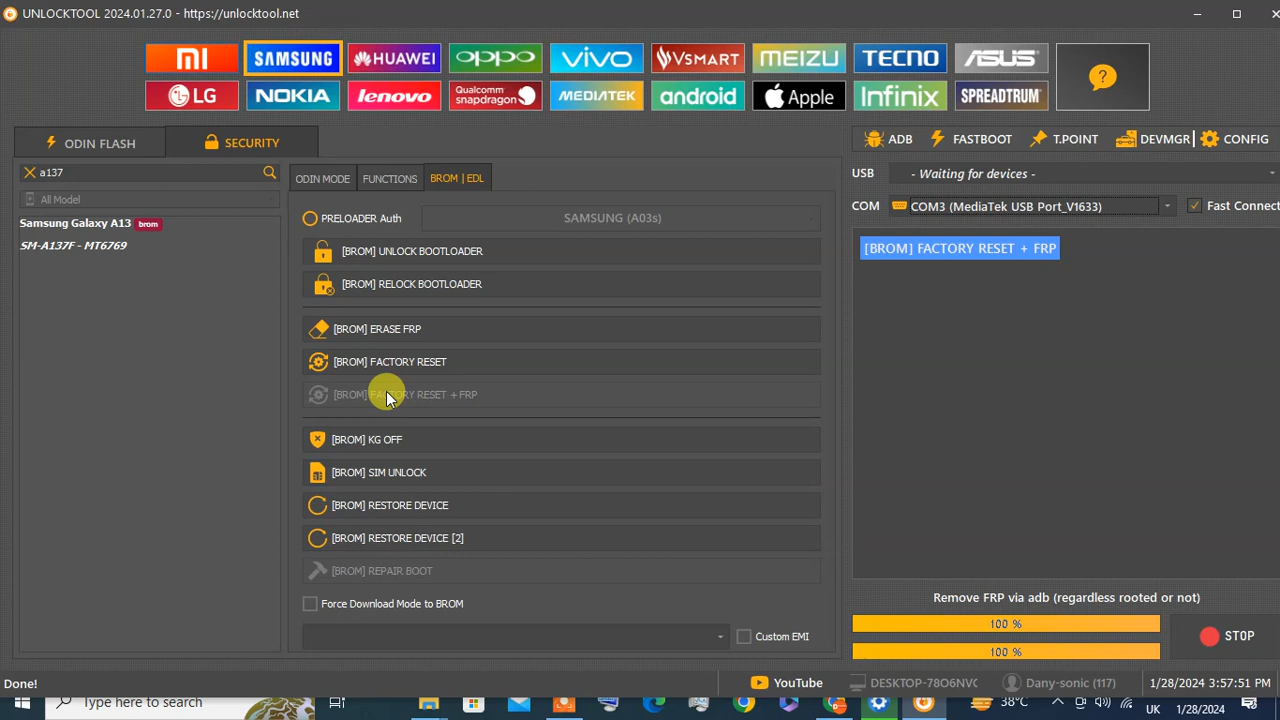 UNLOCKTOOL 2024.01.27.0 - https://unlocktool.net
MI SAMSUNG HUAWEI OPPO VIVO VSMART MEIZU TECNO ASUS
LG NOKIA lenovo Qualcomm snapdragon MEDIATEK android Apple Infinix SPREADTRUM
?
ODIN FLASH SECURITY
ADB FASTBOOT T.POINT DEVMGR CONFIG
a137
All Model
Samsung Galaxy A13 brom
SM-A137F - MT6769
ODIN MODE FUNCTIONS BROM | EDL
PRELOADER Auth SAMSUNG (A03s)
[BROM] UNLOCK BOOTLOADER
[BROM] RELOCK BOOTLOADER
[BROM] ERASE FRP
[BROM] FACTORY RESET
[BROM] FACTORY RESET + FRP
[BROM] KG OFF
[BROM] SIM UNLOCK
[BROM] RESTORE DEVICE
[BROM] RESTORE DEVICE [2]
[BROM] REPAIR BOOT
Force Download Mode to BROM
Custom EMI
USB - Waiting for devices -
COM COM3 (MediaTek USB Port_V1633) Fast Connect
[BROM] FACTORY RESET + FRP
Remove FRP via adb (regardless rooted or not)
100 %
100 %
STOP
Done! YouTube DESKTOP-78O6NVC Dany-sonic (117) 1/28/2024 3:57:51 PM
Type here to search 38°C UK 3:57 PM
1/28/2024